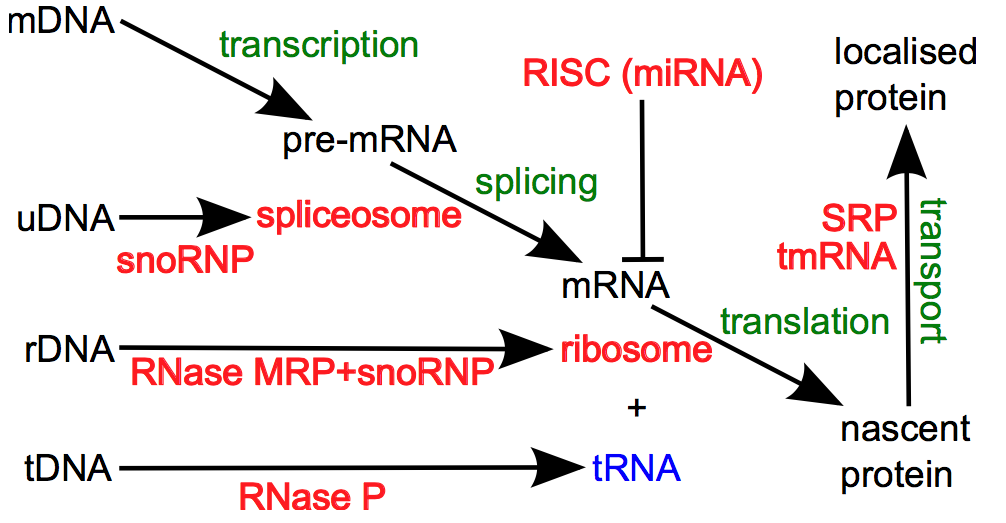 mDNA
transcription
pre-mRNA
RISC (miRNA)
localised
protein
splicing
uDNA
spliceosome
snoRNP
SRP
tmRNA
transport
mRNA
translation
rDNA
ribosome
RNase MRP+snoRNP
+
nascent
protein
tDNA
tRNA
RNase P